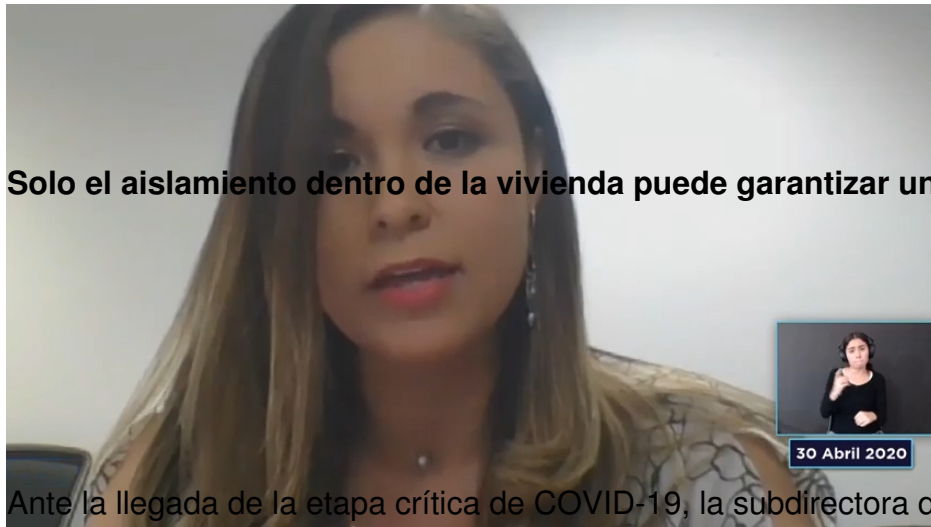 Solo el aislamiento dentro de la vivienda puede garantizar un
30 Abril 2020
Ante la llegada de la etapa crítica de COVID-19, la subdirectora